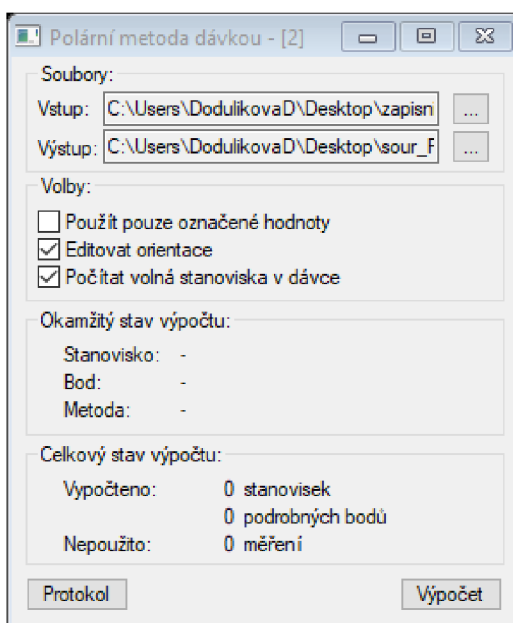 Polární metoda dávkou - [2]
Soubory:
Vstup: C:\Users\DodulikovaD\Desktop\zapisni ...
Výstup: C:\Users\DodulikovaD\Desktop\sour_F ...
Volby:
Použít pouze označené hodnoty
Editovat orientace
Počítat volná stanoviska v dávce
Okamžitý stav výpočtu:
Stanovisko: -
Bod: -
Metoda: -
Celkový stav výpočtu:
Vypočteno: 0 stanovisek
0 podrobných bodů
Nepoužito: 0 měření
Protokol Výpočet